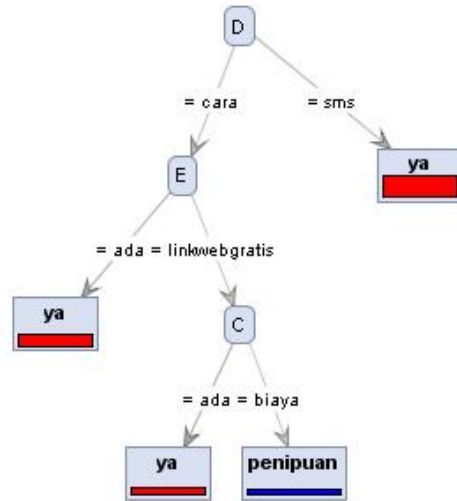 D
= cara
= sms
E
ya
= ada = linkwebgratis
ya
C
= ada = biaya
ya
penipuan